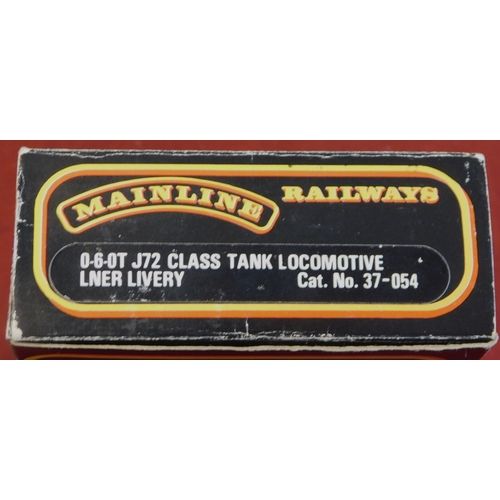 MAINLINE RAILWAYS
0-6-0T J72 CLASS TANK LOCOMOTIVE
LNER LIVERY Cat. No. 37-054